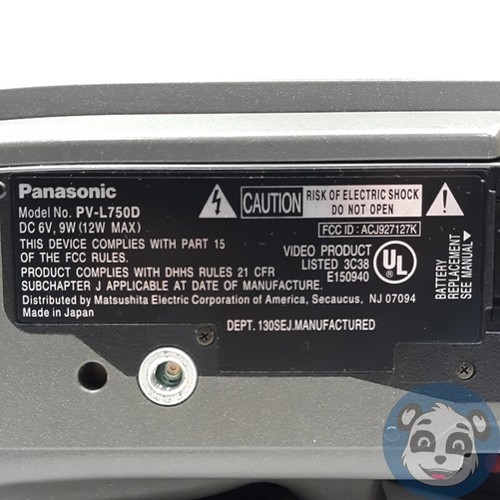 Panasonic
Model No. PV-L750D
DC 6V, 9W (12W MAX)
THIS DEVICE COMPLIES WITH PART 15
OF THE FCC RULES.
PRODUCT COMPLIES WITH DHHS RULES 21 CFR
SUBCHAPTER J APPLICABLE AT DATE OF MANUFACTURE.
Distributed by Matsushita Electric Corporation of America, Secaucus, NJ 07094
Made in Japan
CAUTION
RISK OF ELECTRIC SHOCK
DO NOT OPEN
FCC ID : ACJ927127K
VIDEO PRODUCT
LISTED 3C38
E150940
UL
BATTERY
REPLACEMENT
SEE MANUAL
DEPT. 130SEJ.MANUFACTURED